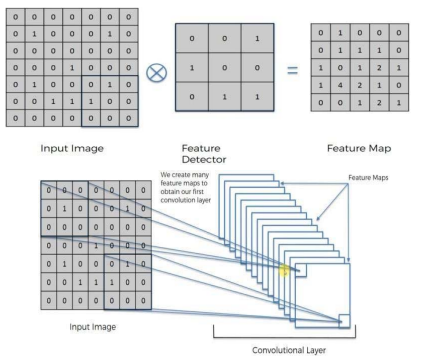 0 0 0 0 0 0 0
0 1 0 0 0 1 0
0 0 0 0 0 0 0
0 0 0 1 0 0 0
0 1 0 0 0 1 0
0 0 1 1 1 0 0
0 0 0 0 0 0 0
Input Image
⊗
0 0 1
1 0 0
0 1 1
Feature
Detector
=
0 1 0 0 0
0 1 1 1 0
1 0 1 2 1
1 4 2 1 0
0 0 1 2 1
Feature Map
We create many
feature maps to
obtain our first
convolution layer
Feature Maps
0 0 0 0 0 0 0
0 1 0 0 0 1 0
0 0 0 0 0 0 0
0 0 0 1 0 0 0
0 1 0 0 0 1 0
0 0 1 1 1 0 0
0 0 0 0 0 0 0
Input Image
Convolutional Layer